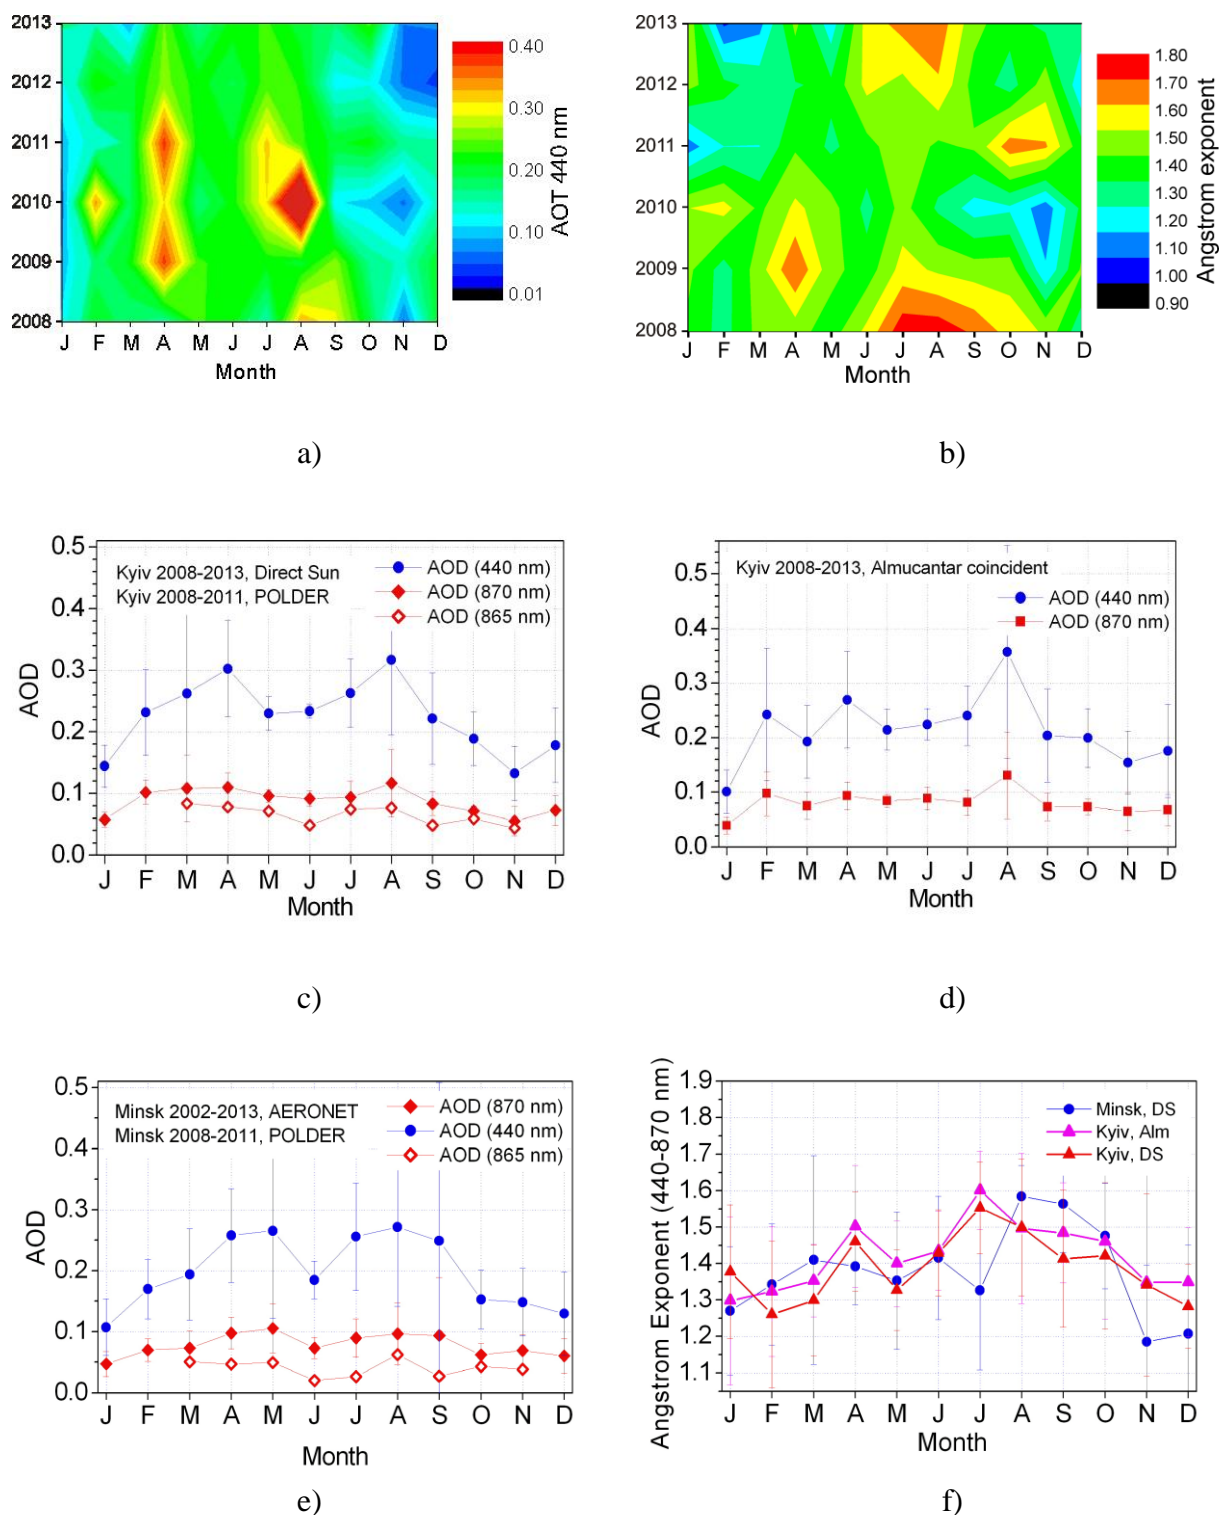 2013
2012
2011
2010
2009
2008
J F M A M J J A S O N D
Month
0.40
0.30
0.20
0.10
0.01
AOT 440 nm
a)
2013
2012
2011
2010
2009
2008
J F M A M J J A S O N D
Month
1.80
1.70
1.60
1.50
1.40
1.30
1.20
1.10
1.00
0.90
Angstrom exponent
b)
0.5
0.4
0.3
0.2
0.1
0.0
AOD
Kyiv 2008-2013, Direct Sun
Kyiv 2008-2011, POLDER
AOD (440 nm)
AOD (870 nm)
AOD (865 nm)
J F M A M J J A S O N D
Month
c)
0.5
0.4
0.3
0.2
0.1
0.0
AOD
Kyiv 2008-2013, Almucantar coincident
AOD (440 nm)
AOD (870 nm)
J F M A M J J A S O N D
Month
d)
0.5
0.4
0.3
0.2
0.1
0.0
AOD
Minsk 2002-2013, AERONET
Minsk 2008-2011, POLDER
AOD (870 nm)
AOD (440 nm)
AOD (865 nm)
J F M A M J J A S O N D
Month
e)
1.9
1.8
1.7
1.6
1.5
1.4
1.3
1.2
1.1
Angstrom Exponent (440-870 nm)
Minsk, DS
Kyiv, Alm
Kyiv, DS
J F M A M J J A S O N D
Month
f)